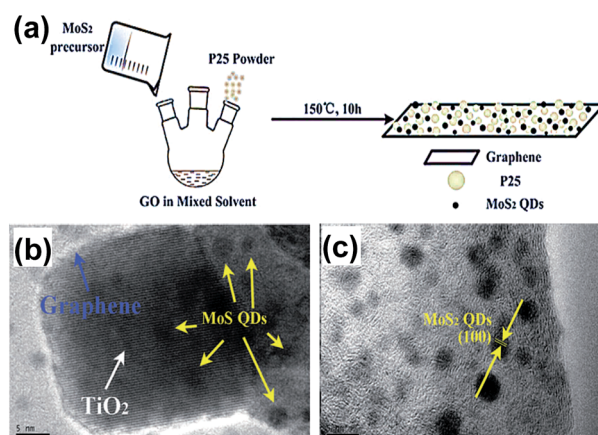 (a)
MoS2
precursor
P25 Powder
150℃, 10h
GO in Mixed Solvent
Graphene
P25
MoS2 QDs
(b)
Graphene
MoS QDs
TiO2
5 nm
(c)
MoS2 QDs
(100)